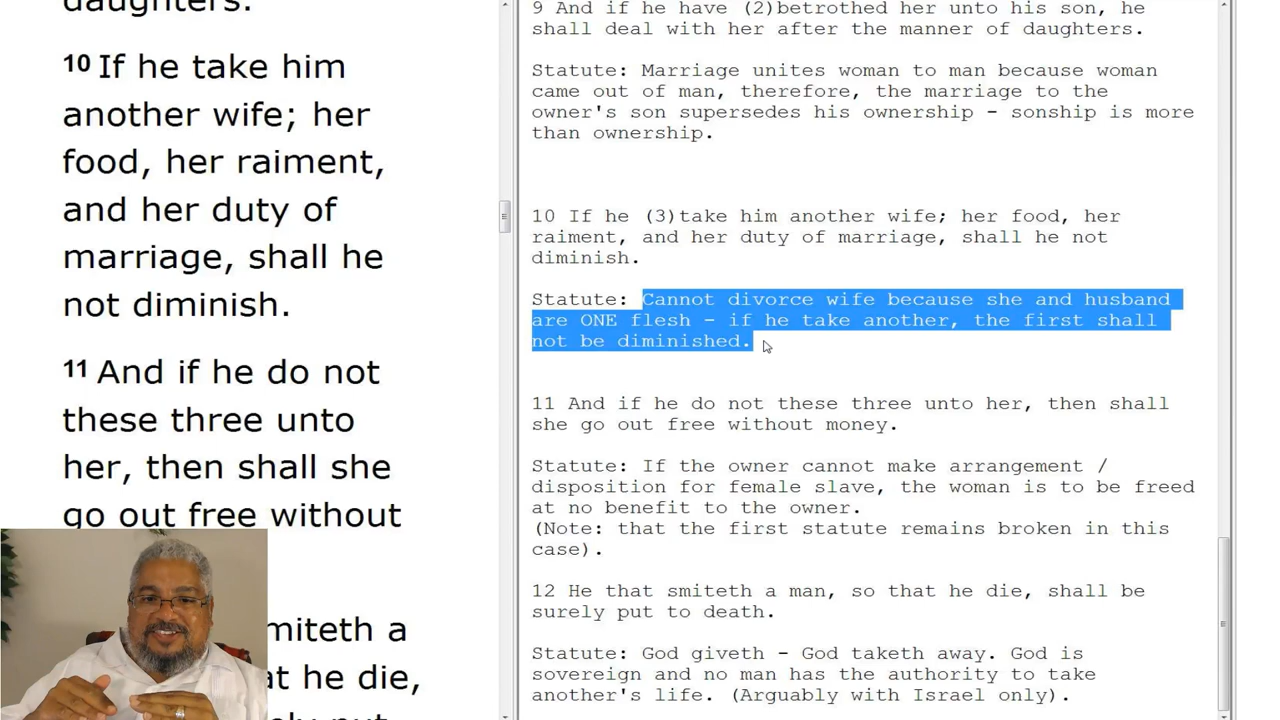 daughters.
10 If he take him
another wife; her
food, her raiment,
and her duty of
marriage, shall he
not diminish.
11 And if he do not
these three unto
her, then shall she
go out free without
miteth a
at he die,
9 And if he have (2)betrothed her unto his son, he
shall deal with her after the manner of daughters.
Statute: Marriage unites woman to man because woman
came out of man, therefore, the marriage to the
owner's son supersedes his ownership - sonship is more
than ownership.
10 If he (3)take him another wife; her food, her
raiment, and her duty of marriage, shall he not
diminish.
Statute: Cannot divorce wife because she and husband
are ONE flesh - if he take another, the first shall
not be diminished.
11 And if he do not these three unto her, then shall
she go out free without money.
Statute: If the owner cannot make arrangement /
disposition for female slave, the woman is to be freed
at no benefit to the owner.
(Note: that the first statute remains broken in this
case).
12 He that smiteth a man, so that he die, shall be
surely put to death.
Statute: God giveth - God taketh away. God is
sovereign and no man has the authority to take
another's life. (Arguably with Israel only).